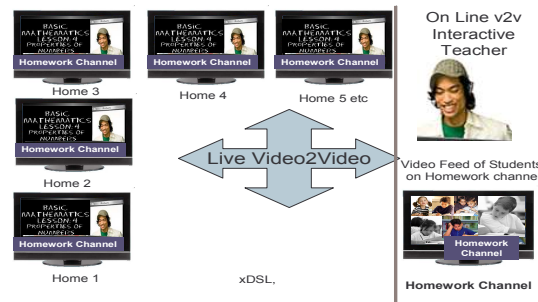 BASIC
MATHEMATICS
LESSON. 4
PROPERTIES OF
NUMBERS
Homework Channel
Home 3
BASIC
MATHEMATICS
LESSON. 4
PROPERTIES OF
NUMBERS
Homework Channel
Home 4
BASIC
MATHEMATICS
LESSON. 4
PROPERTIES OF
NUMBERS
Homework Channel
Home 5 etc
On Line v2v
Interactive
Teacher
BASIC
MATHEMATICS
LESSON. 4
PROPERTIES OF
NUMBERS
Homework Channel
Home 2
Live Video2Video
Video Feed of Students
on Homework channe
BASIC
MATHEMATICS
LESSON. 4
PROPERTIES OF
NUMBERS
Homework Channel
Home 1
xDSL,
Homework
Channel
Homework Channel